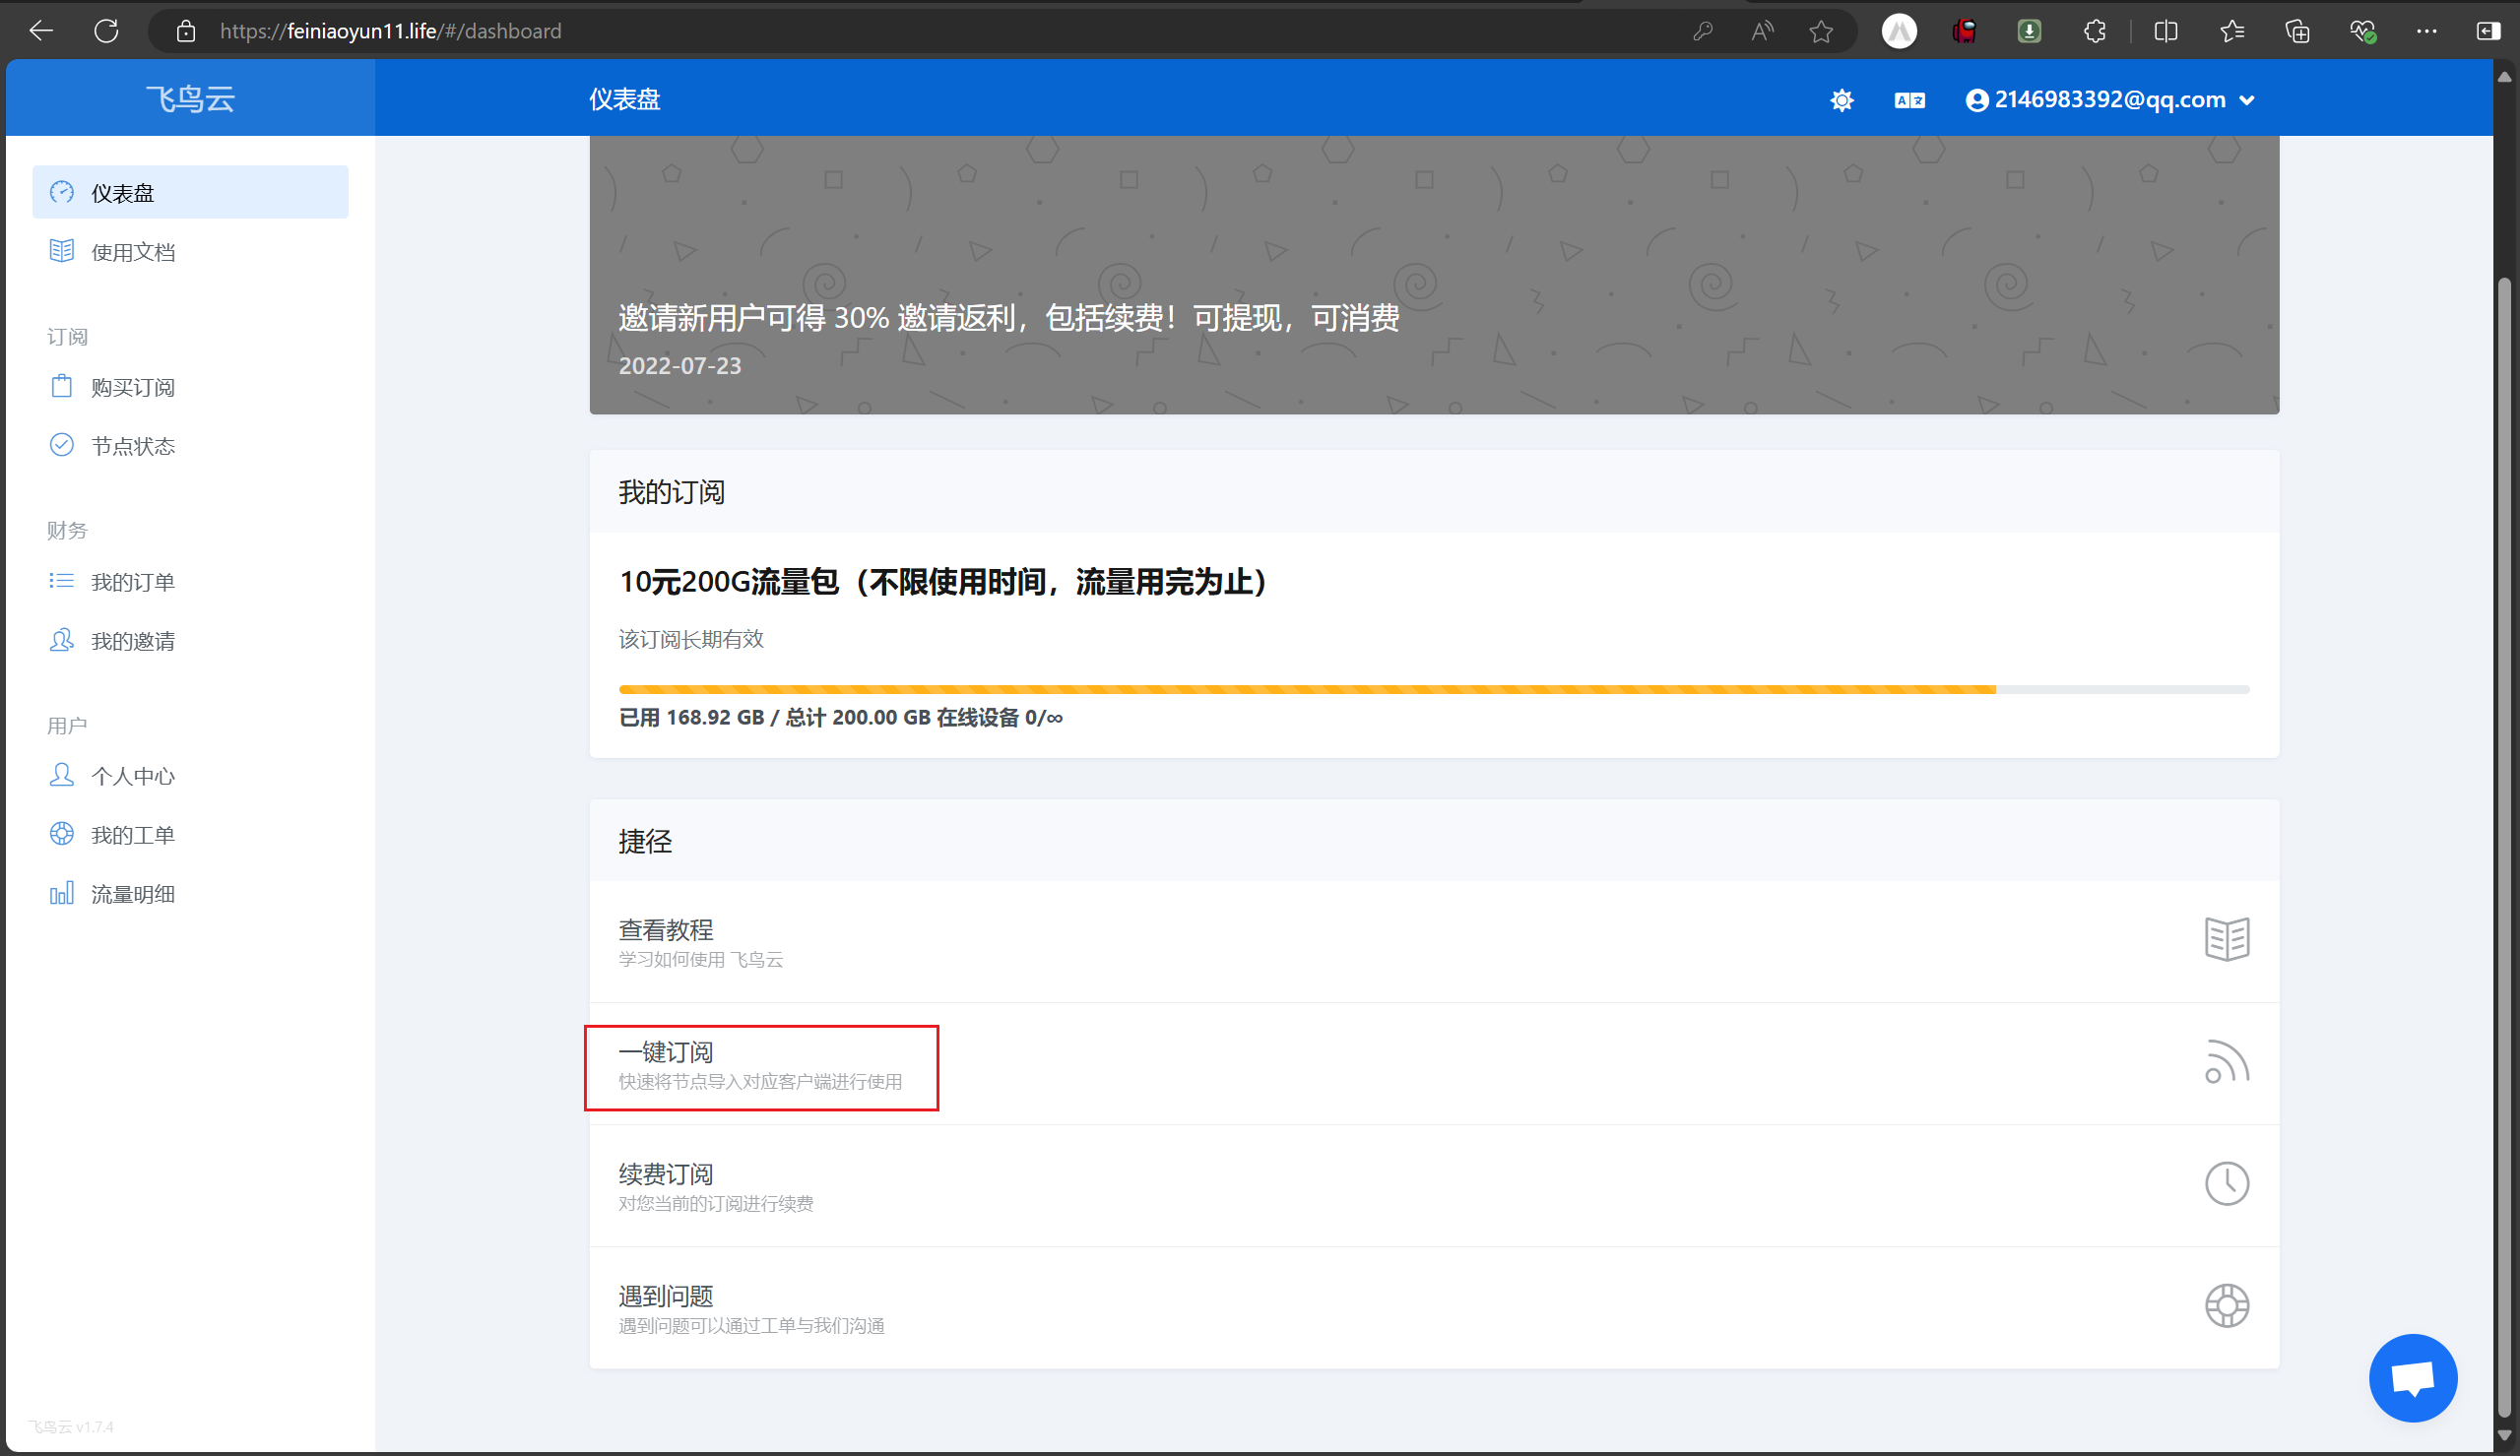 https://feiniaoyun11.life/#/dashboard
飞鸟云
仪表盘
2146983392@qq.com
仪表盘
使用文档
订阅
购买订阅
节点状态
财务
我的订单
我的邀请
用户
个人中心
我的工单
流量明细
飞鸟云 v1.7.4
邀请新用户可得 30% 邀请返利，包括续费！可提现，可消费
2022-07-23
我的订阅
10元200G流量包（不限使用时间，流量用完为止）
该订阅长期有效
已用 168.92 GB / 总计 200.00 GB 在线设备 0/∞
捷径
查看教程
学习如何使用 飞鸟云
一键订阅
快速将节点导入对应客户端进行使用
续费订阅
对您当前的订阅进行续费
遇到问题
遇到问题可以通过工单与我们沟通